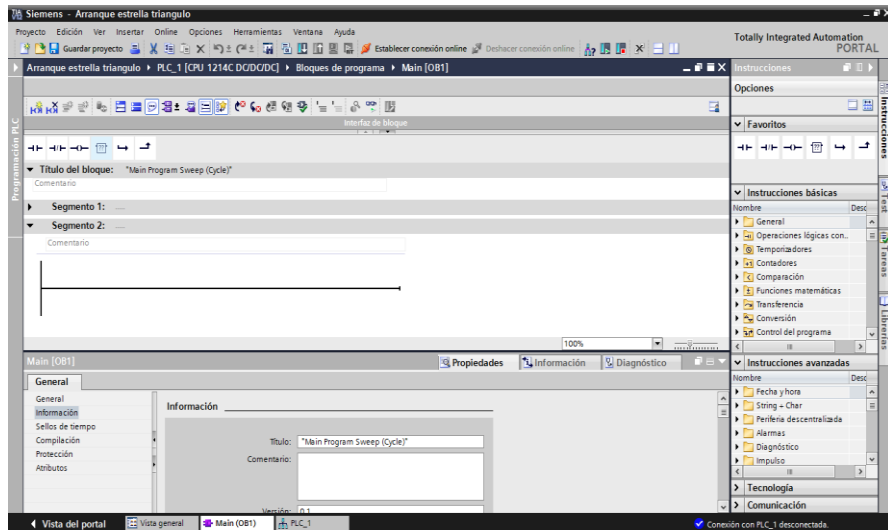 Siemens - Arranque estrella triangulo
Proyecto Edición Ver Insertar Online Opciones Herramientas Ventana Ayuda
Totally Integrated Automation
PORTAL
Guardar proyecto
Establecer conexión online
Deshacer conexión online
Arranque estrella triangulo PLC_1 [CPU 1214C DC/DC/DC] Bloques de programa Main [OB1]
Instrucciones
Opciones
Interfaz de bloque
Programación PLC
Favoritos
Título del bloque: "Main Program Sweep (Cycle)"
Comentario
Segmento 1:
Segmento 2:
Comentario
100%
Instrucciones básicas
Nombre Desc
General
Operaciones lógicas con..
Temporizadores
Contadores
Comparación
Funciones matemáticas
Transferencia
Conversión
Control del programa
Instrucciones avanzadas
Nombre Desc
Fecha y hora
String + Char
Periferia descentralizada
Alarmas
Diagnóstico
Impulso
Tecnología
Comunicación
Instrucciones
Test
Tareas
Librerías
Main [OB1]
Propiedades Información Diagnóstico
General
General
Información
Sellos de tiempo
Compilación
Protección
Atributos
Información
Título: "Main Program Sweep (Cycle)"
Comentario:
Versión: 0.1
Vista del portal
Vista general
Main (OB1)
PLC_1
Conexión con PLC_1 desconectada.